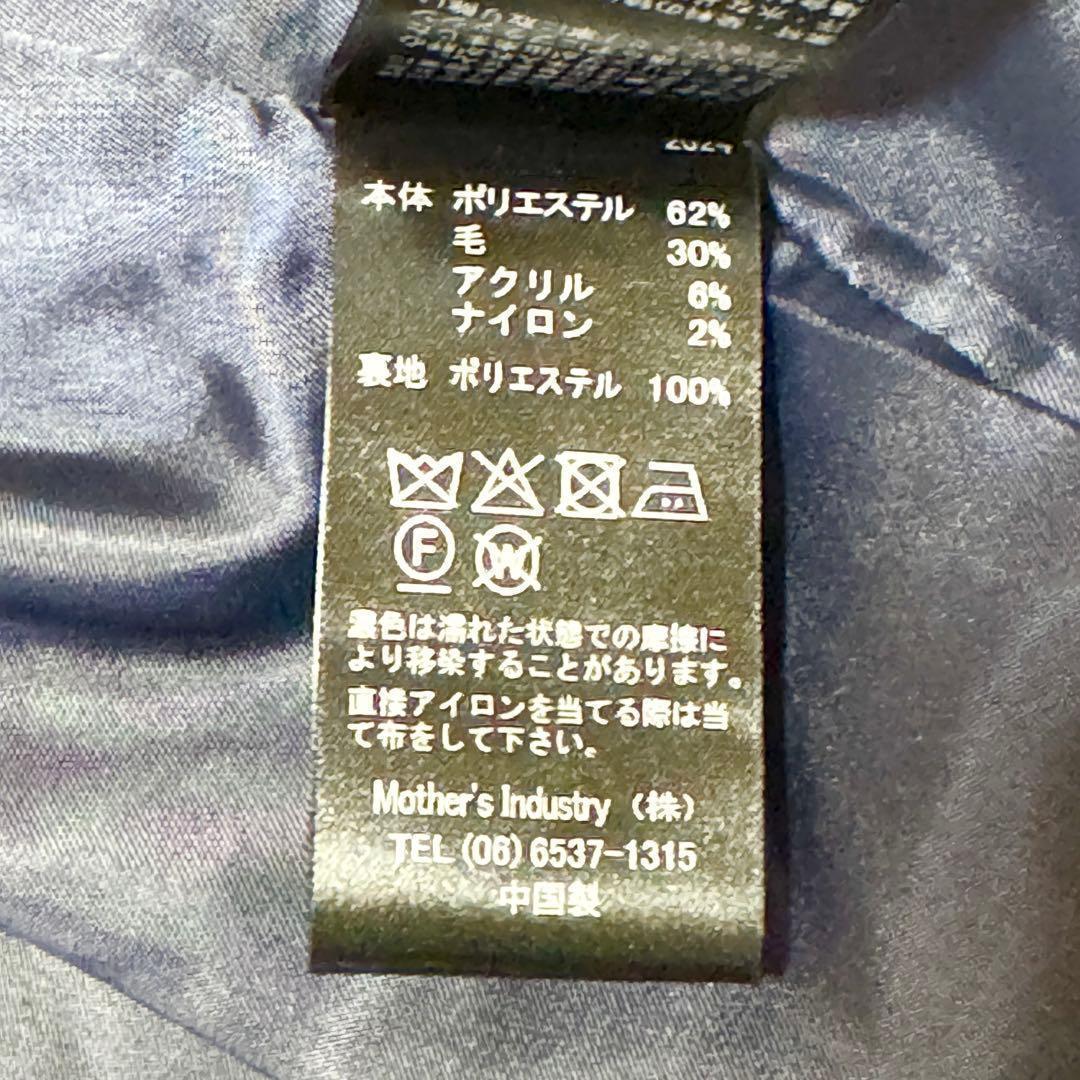 2024
本体 ポリエステル 62%
毛 30%
アクリル 6%
ナイロン 2%
裏地 ポリエステル 100%
F W
濃色は濡れた状態での摩擦に
より移染することがあります。
直接アイロンを当てる際は当
て布をして下さい。
Mother's Industry (株)
TEL (06) 6537-1315
中国製